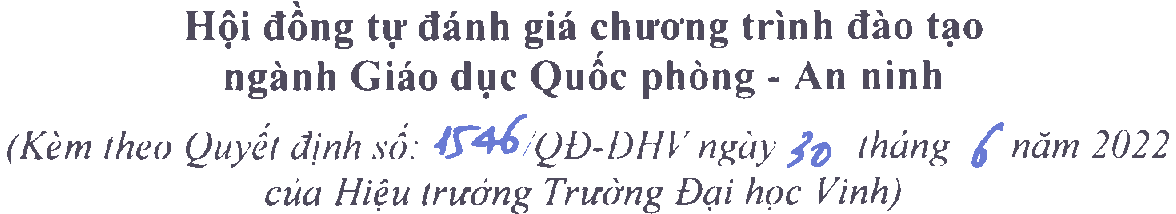 Hội đồng tự đánh giá chương trình đào tạo
ngành Giáo dục Quốc phòng - An ninh
(Kèm theo Quyết định số: 1546/QĐ-ĐHV ngày 30 tháng 6 năm 2022
của Hiệu trưởng Trường Đại học Vinh)